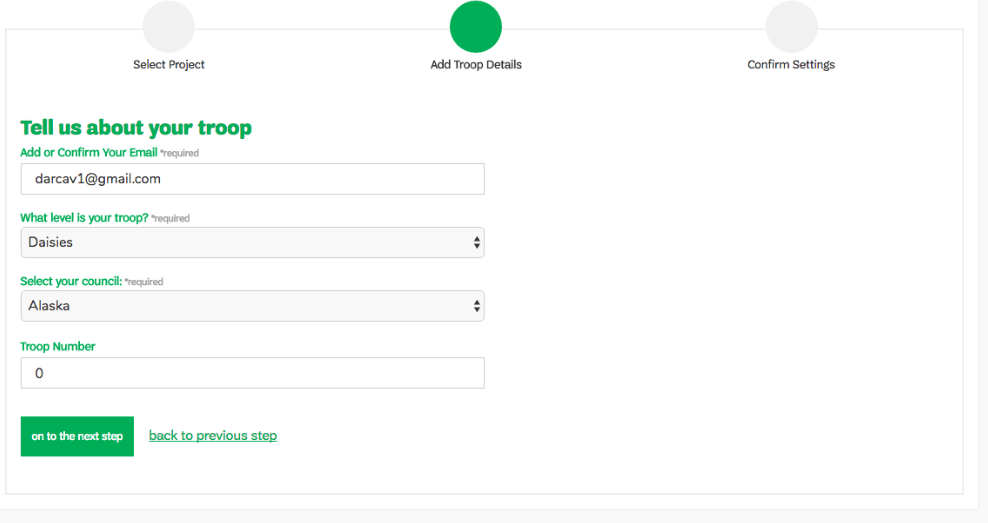 Select Project
Add Troop Details
Confirm Settings
Tell us about your troop
Add or Confirm Your Email *required
darcav1@gmail.com
What level is your troop? *required
Daisies
Select your council: *required
Alaska
Troop Number
0
on to the next step
back to previous step